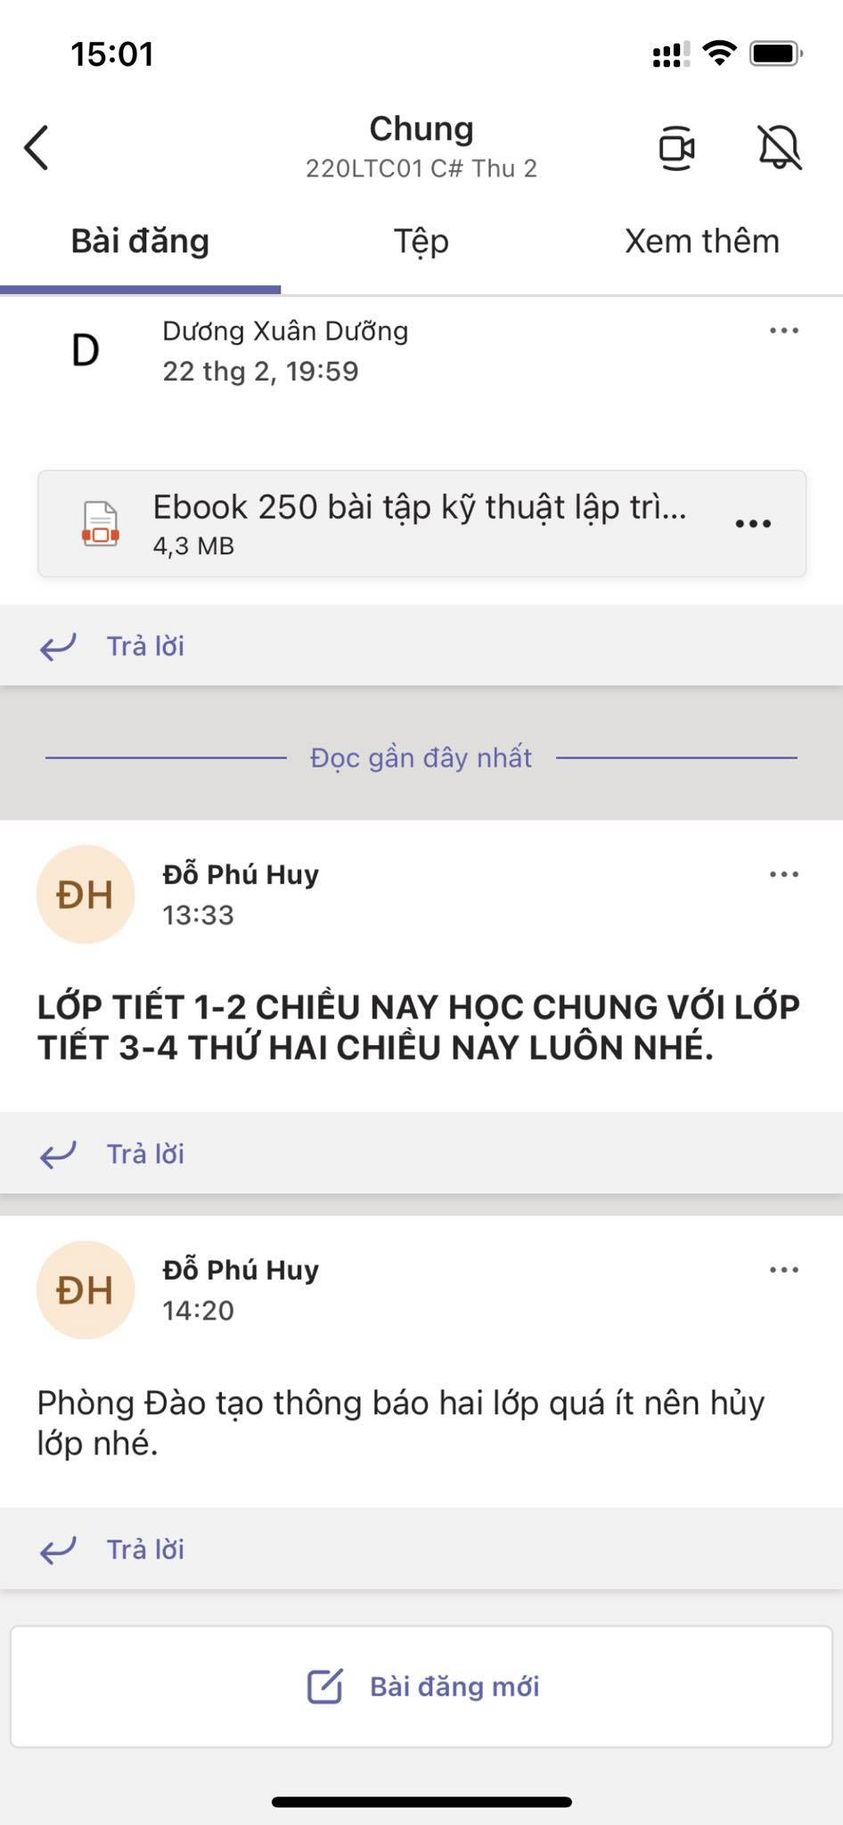 15:01
Chung
220LTC01 C# Thu 2
Bài đăng
Tệp
Xem thêm
D
Dương Xuân Dưỡng
22 thg 2, 19:59
Ebook 250 bài tập kỹ thuật lập trì...
4,3 MB
Trả lời
Đọc gần đây nhất
ĐH
Đỗ Phú Huy
13:33
LỚP TIẾT 1-2 CHIỀU NAY HỌC CHUNG VỚI LỚP
TIẾT 3-4 THỨ HAI CHIỀU NAY LUÔN NHÉ.
Trả lời
ĐH
Đỗ Phú Huy
14:20
Phòng Đào tạo thông báo hai lớp quá ít nên hủy
lớp nhé.
Trả lời
Bài đăng mới